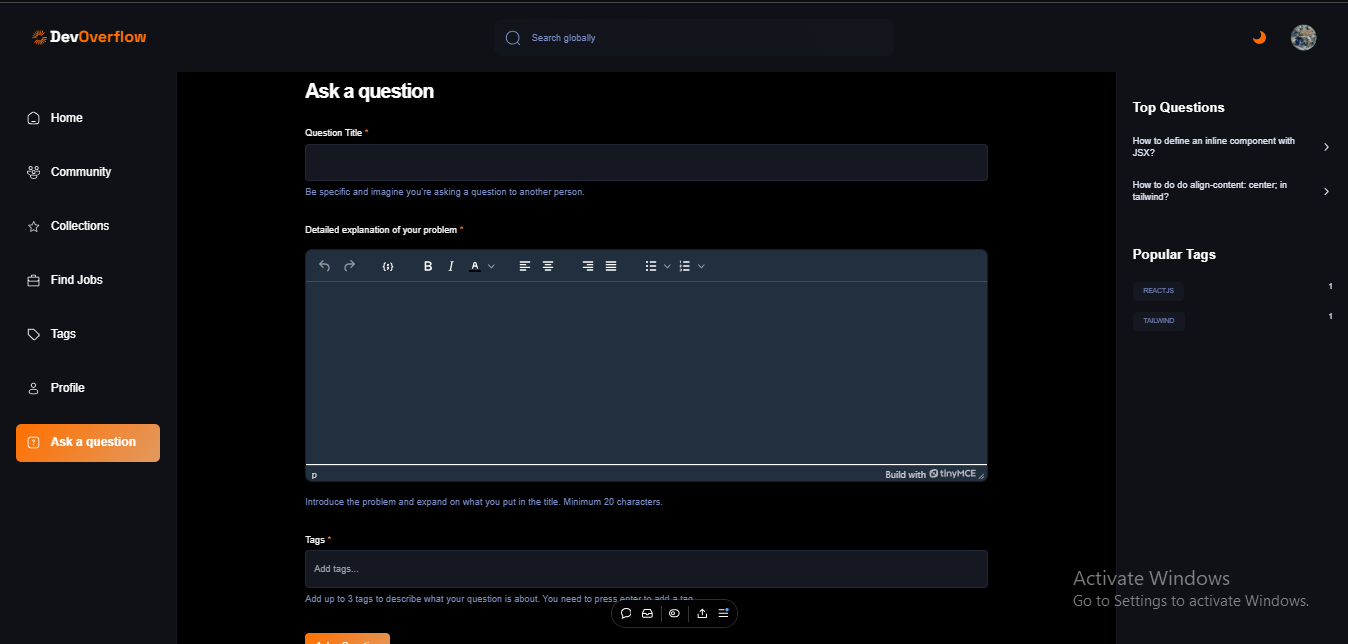 DevOverflow
Search globally
Home
Community
Collections
Find Jobs
Tags
Profile
Ask a question
Ask a question
Question Title *
Be specific and imagine you're asking a question to another person.
Detailed explanation of your problem *
B I A
p
Build with tinyMCE
Introduce the problem and expand on what you put in the title. Minimum 20 characters.
Tags *
Add tags...
Add up to 3 tags to describe what your question is about. You need to press enter to add a tag.
Top Questions
How to define an inline component with
JSX?
How to do do align-content: center; in
tailwind?
Popular Tags
REACTJS 1
TAILWIND 1
Activate Windows
Go to Settings to activate Windows.